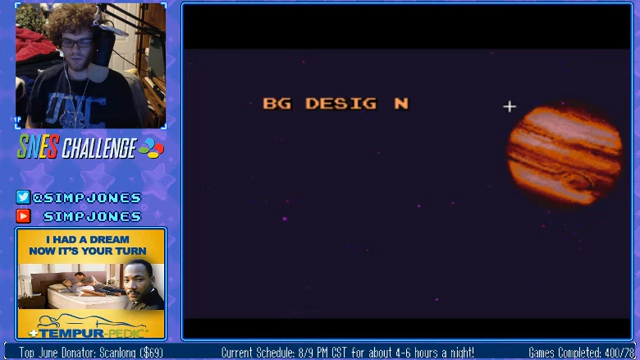 BG DESIG N
SNES CHALLENGE
@SIMPJONES
SIMPJONES
I HAD A DREAM
NOW IT'S YOUR TURN
TEMPUR-PEDIC
Top June Donator: Scanlong ($69)
Current Schedule: 8/9 PM CST for about 4-6 hours a night!
Games Completed: 400/78